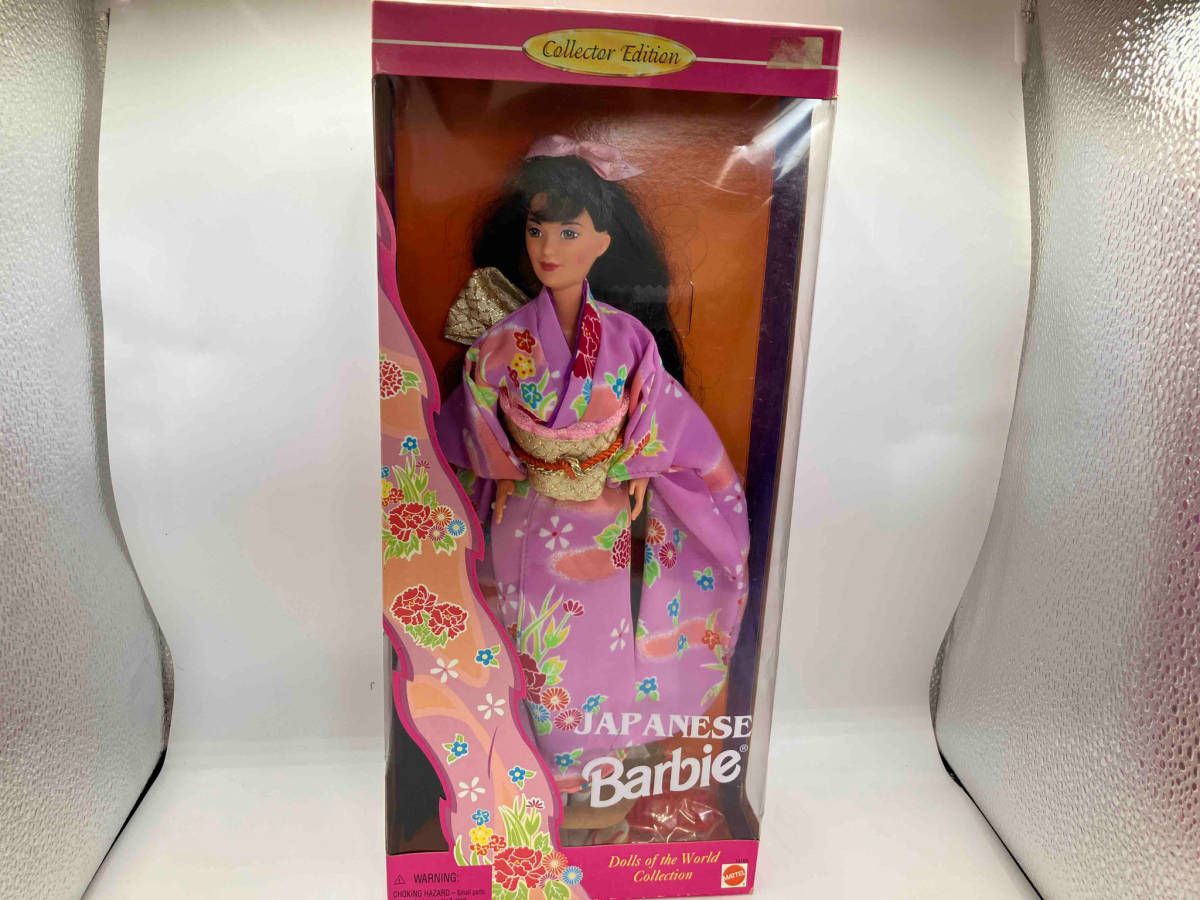 Collector Edition
JAPANESE
Barbie®
Dolls of the World
Collection
MATTEL
⚠ WARNING:
CHOKING HAZARD—Small parts